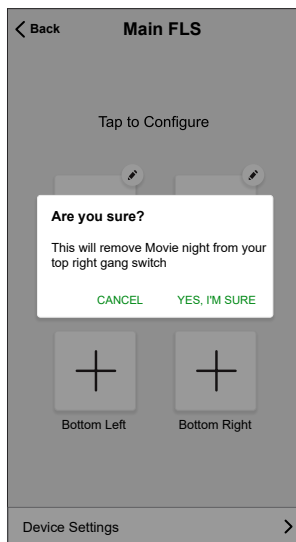 Back
Main FLS
Tap to Configure
Are you sure?
This will remove Movie night from your
top right gang switch
CANCEL
YES, I'M SURE
Bottom Left
Bottom Right
Device Settings